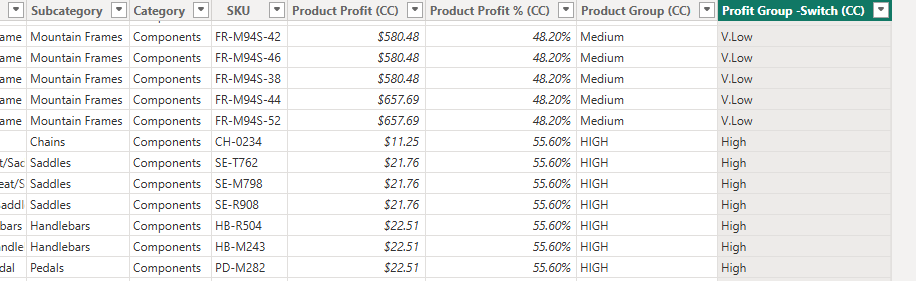 Subcategory Category SKU Product Profit (CC) Product Profit % (CC) Product Group (CC) Profit Group -Switch (CC)
ame Mountain Frames Components FR-M94S-42 $580.48 48.20% Medium V.Low
ame Mountain Frames Components FR-M94S-46 $580.48 48.20% Medium V.Low
ame Mountain Frames Components FR-M94S-38 $580.48 48.20% Medium V.Low
ame Mountain Frames Components FR-M94S-44 $657.69 48.20% Medium V.Low
ame Mountain Frames Components FR-M94S-52 $657.69 48.20% Medium V.Low
Chains Components CH-0234 $11.25 55.60% HIGH High
t/Sac Saddles Components SE-T762 $21.76 55.60% HIGH High
eat/S Saddles Components SE-M798 $21.76 55.60% HIGH High
addl Saddles Components SE-R908 $21.76 55.60% HIGH High
bars Handlebars Components HB-R504 $22.51 55.60% HIGH High
ndle Handlebars Components HB-M243 $22.51 55.60% HIGH High
dal Pedals Components PD-M282 $22.51 55.60% HIGH High